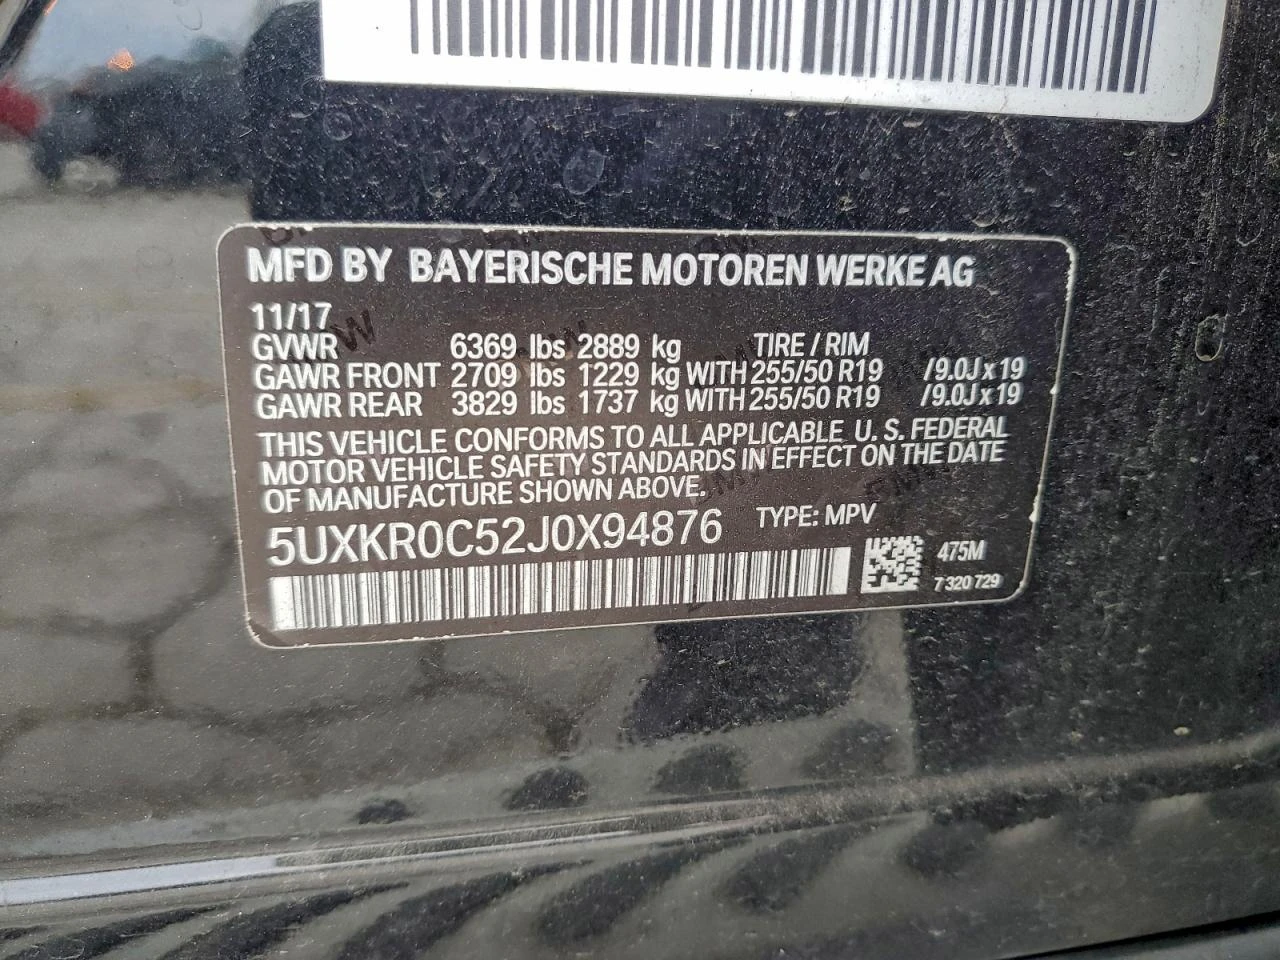 MFD BY BAYERISCHE MOTOREN WERKE AG
11/17
GVWR 6369 lbs 2889 kg TIRE / RIM
GAWR FRONT 2709 lbs 1229 kg WITH 255/50 R19 /9.0J x 19
GAWR REAR 3829 lbs 1737 kg WITH 255/50 R19 /9.0J x 19
THIS VEHICLE CONFORMS TO ALL APPLICABLE U. S. FEDERAL
MOTOR VEHICLE SAFETY STANDARDS IN EFFECT ON THE DATE
OF MANUFACTURE SHOWN ABOVE.
5UXKR0C52J0X94876 TYPE: MPV
475M
7 320 729